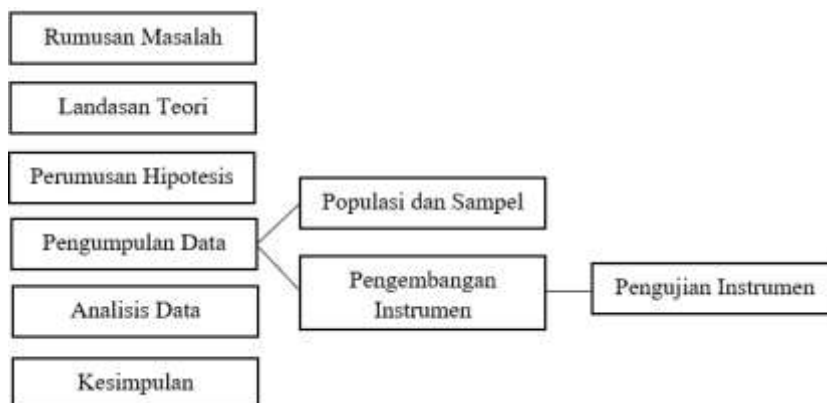 Rumusan Masalah
Landasan Teori
Perumusan Hipotesis
Populasi dan Sampel
Pengumpulan Data
Pengembangan
Instrumen
Pengujian Instrumen
Analisis Data
Kesimpulan